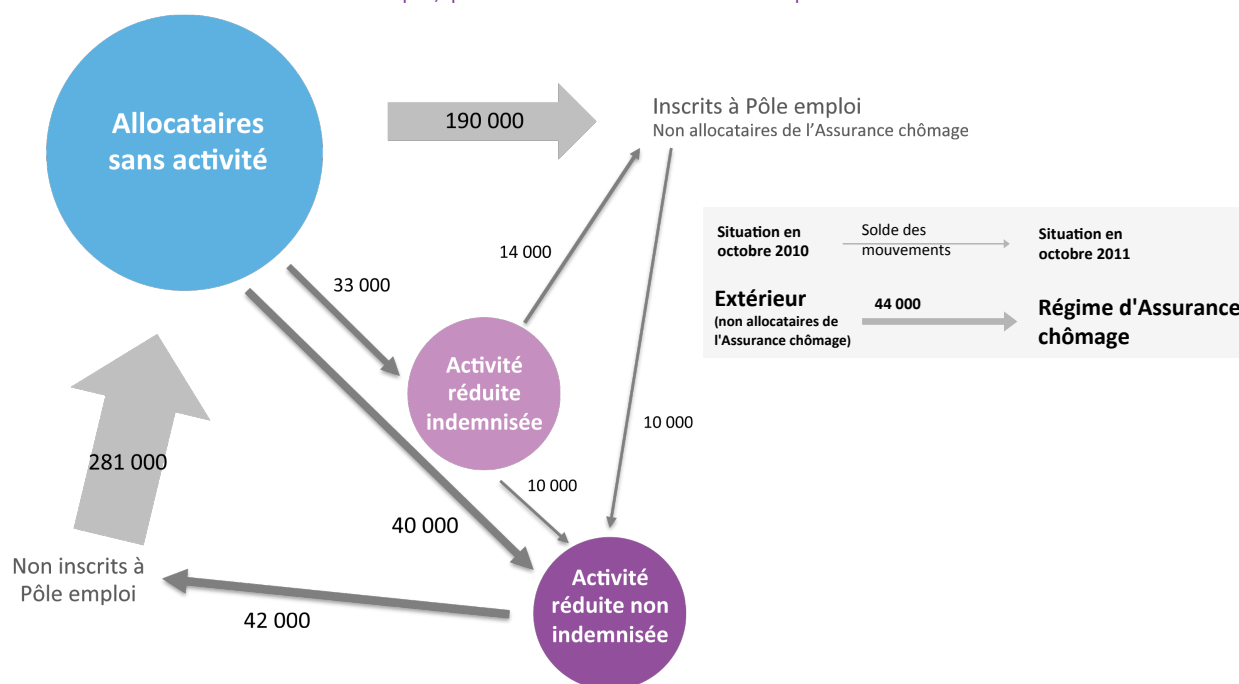 Allocataires
sans activité
190 000
Inscrits à Pôle emploi
Non allocataires de l'Assurance chômage
Situation en
octobre 2010
Solde des
mouvements
Situation en
octobre 2011
Extérieur
(non allocataires de
l'Assurance chômage)
44 000
Régime d'Assurance
chômage
14 000
33 000
Activité
réduite
indemnisée
10 000
281 000
10 000
40 000
Non inscrits à
Pôle emploi
Activité
réduite non
indemnisée
42 000